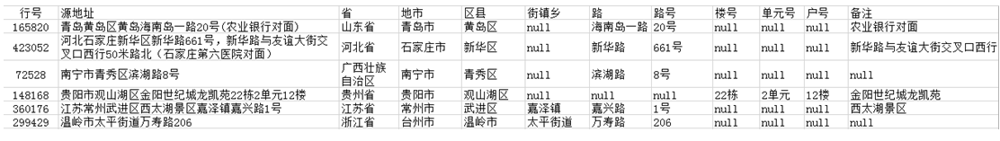 行号 源地址 省 地市 区县 街镇乡 路 路号 楼号 单元号 户号 备注
165820 青岛黄岛区黄岛海南岛一路20号(农业银行对面) 山东省 青岛市 黄岛区 null 海南岛一路 20号 null null null 农业银行对面
423052 河北石家庄新华区新华路661号，新华路与友谊大街交叉口西行50米路北（石家庄第六医院对面） 河北省 石家庄市 新华区 null 新华路 661号 null null null 新华路与友谊大街交叉口西行
72528 南宁市青秀区滨湖路8号 广西壮族自治区 南宁市 青秀区 null 滨湖路 8号 null null null null
148168 贵阳市观山湖区金阳世纪城龙凯苑22栋2单元12楼 贵州省 贵阳市 观山湖区 null null null 22栋 2单元 12楼 金阳世纪城龙凯苑
360176 江苏常州武进区西太湖景区嘉泽镇嘉兴路1号 江苏省 常州市 武进区 嘉泽镇 嘉兴路 1号 null null null 西太湖景区
299429 温岭市太平街道万寿路206 浙江省 台州市 温岭市 太平街道 万寿路 206 null null null null